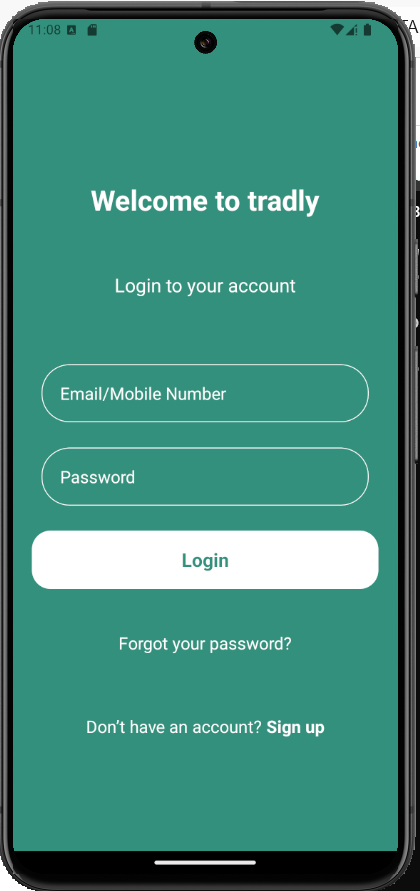 11:08
Welcome to tradly
Login to your account
Email/Mobile Number
Password
Login
Forgot your password?
Don't have an account? Sign up